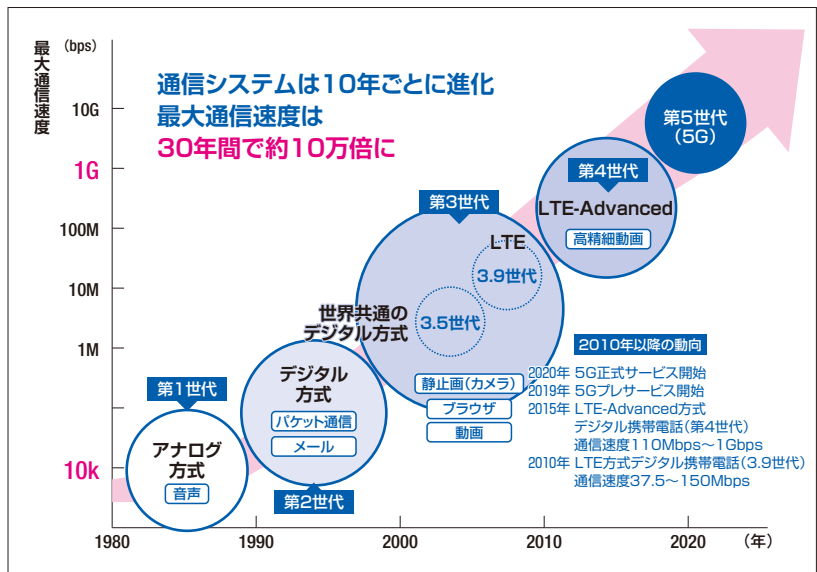 最大通信速度
(bps)
10G
1G
100M
10M
1M
10k
通信システムは10年ごとに進化
最大通信速度は
30年間で約10万倍に
第1世代
アナログ
方式
音声
デジタル
方式
パケット通信
メール
第2世代
第3世代
LTE
3.9世代
3.5世代
世界共通の
デジタル方式
静止画(カメラ)
ブラウザ
動画
第4世代
LTE-Advanced
高精細動画
第5世代
(5G)
2010年以降の動向
2020年 5G正式サービス開始
2019年 5Gプレサービス開始
2015年 LTE-Advanced方式
デジタル携帯電話(第4世代)
通信速度110Mbps~1Gbps
2010年 LTE方式デジタル携帯電話(3.9世代)
通信速度37.5~150Mbps
1980
1990
2000
2010
2020
(年)